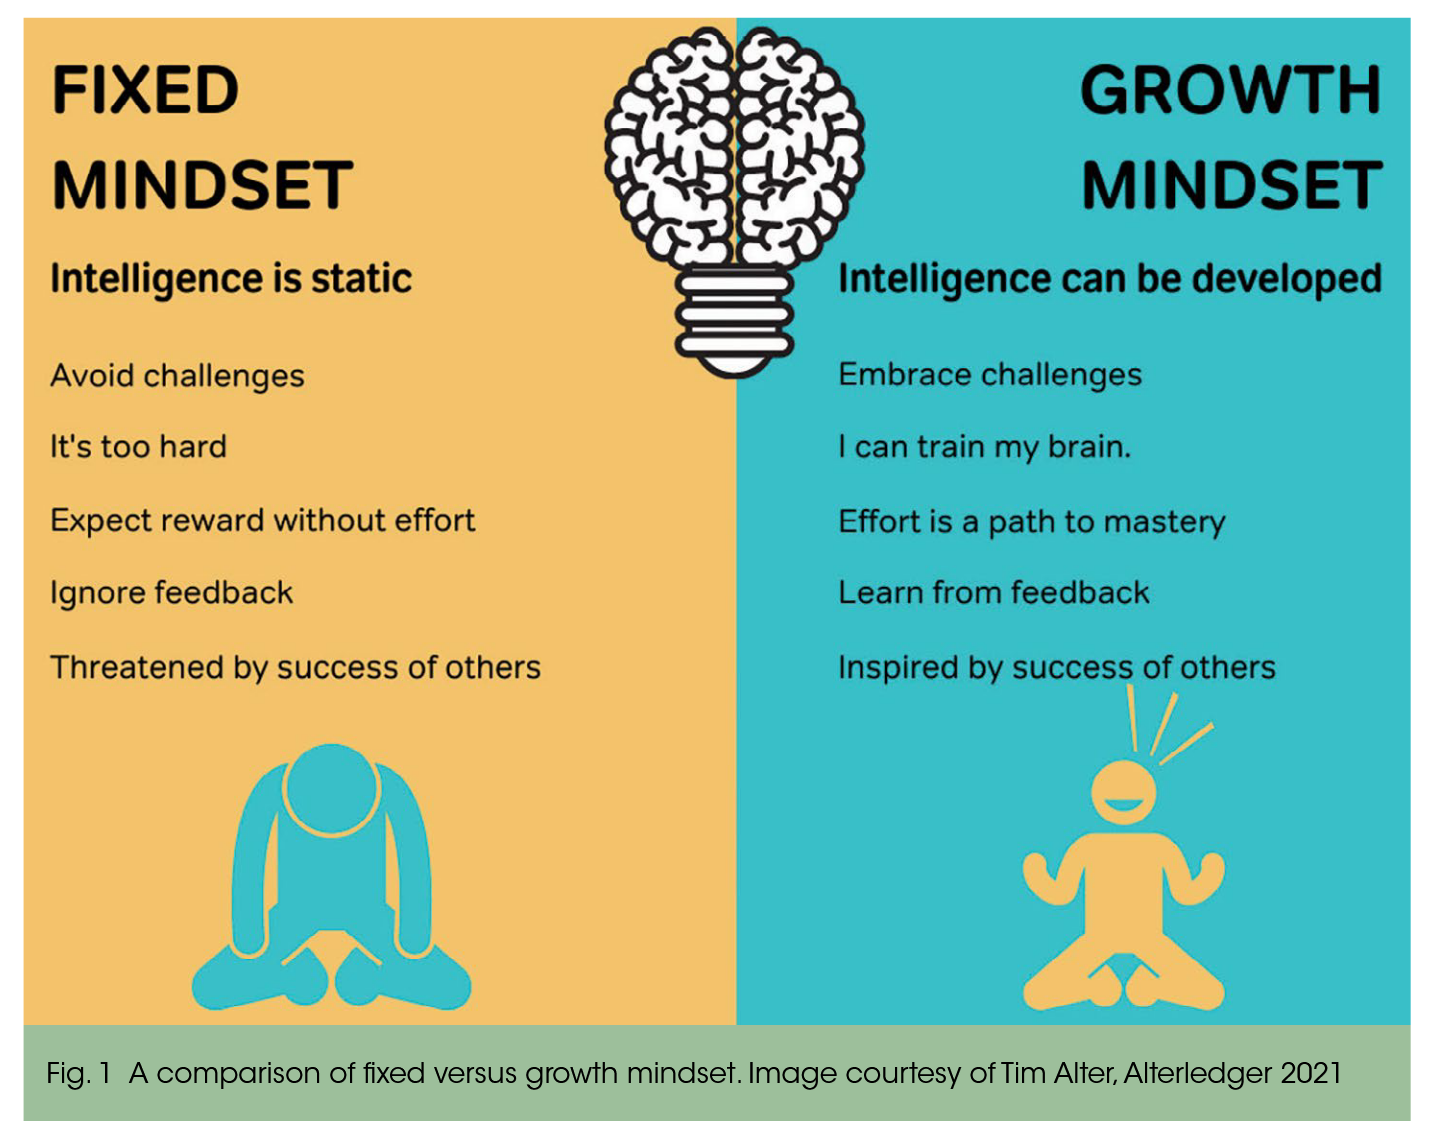 FIXED
MINDSET
Intelligence is static
Avoid challenges
It's too hard
Expect reward without effort
Ignore feedback
Threatened by success of others
GROWTH
MINDSET
Intelligence can be developed
Embrace challenges
I can train my brain.
Effort is a path to mastery
Learn from feedback
Inspired by success of others
Fig. 1 A comparison of fixed versus growth mindset. Image courtesy of Tim Alter, Alterledger 2021